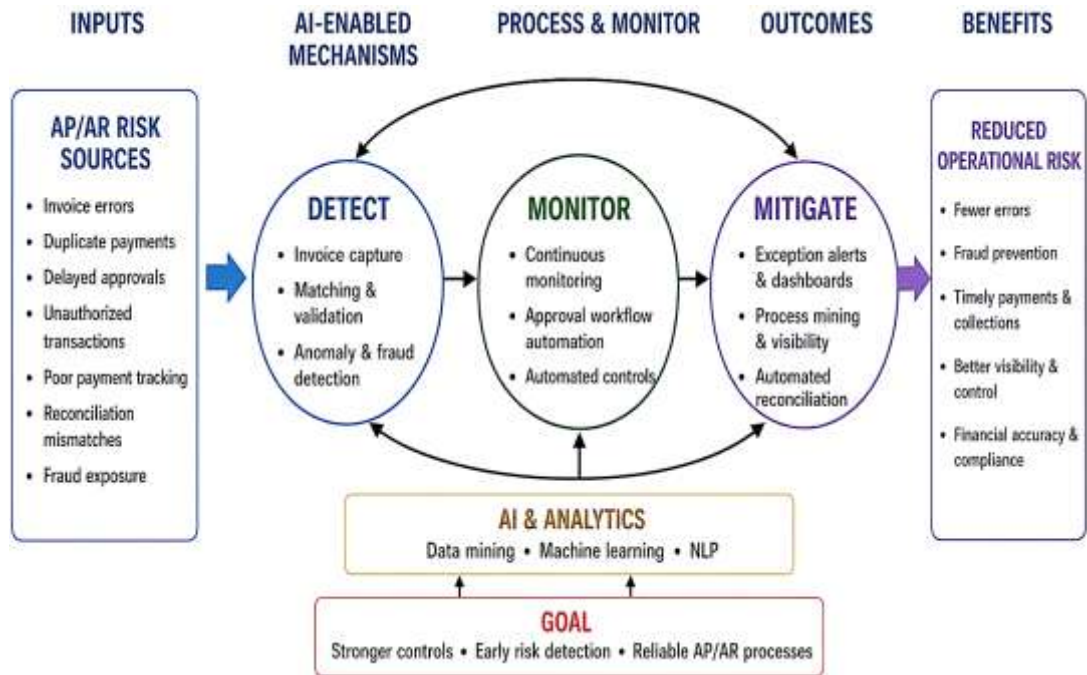 INPUTS
AI-ENABLED
MECHANISMS
PROCESS & MONITOR
OUTCOMES
BENEFITS
AP/AR RISK
SOURCES
• Invoice errors
• Duplicate payments
• Delayed approvals
• Unauthorized
transactions
• Poor payment tracking
• Reconciliation
mismatches
• Fraud exposure
DETECT
• Invoice capture
• Matching &
validation
• Anomaly & fraud
detection
MONITOR
• Continuous
monitoring
• Approval workflow
automation
• Automated controls
MITIGATE
• Exception alerts
& dashboards
• Process mining
& visibility
• Automated
reconciliation
REDUCED
OPERATIONAL RISK
• Fewer errors
• Fraud prevention
• Timely payments &
collections
• Better visibility &
control
• Financial accuracy &
compliance
AI & ANALYTICS
Data mining • Machine learning • NLP
GOAL
Stronger controls • Early risk detection • Reliable AP/AR processes